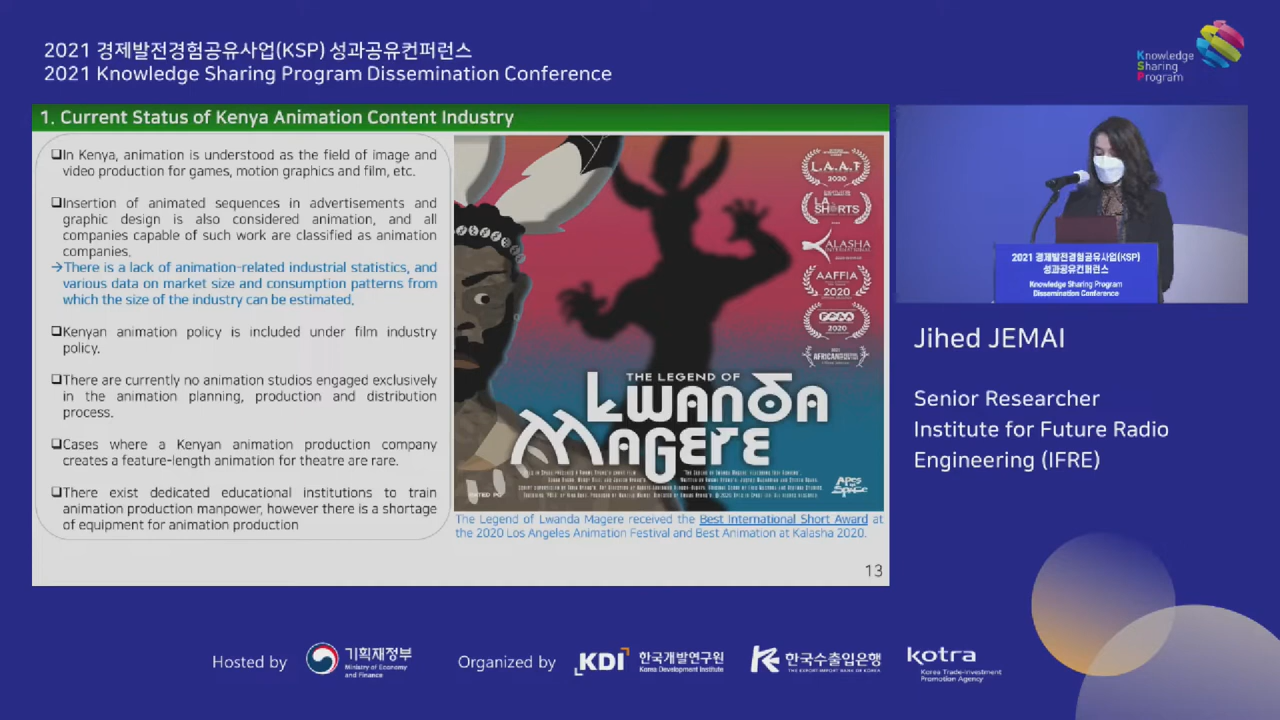 2021 경제발전경험공유사업(KSP) 성과공유컨퍼런스
2021 Knowledge Sharing Program Dissemination Conference
Knowledge
Sharing
Program
1. Current Status of Kenya Animation Content Industry
❑In Kenya, animation is understood as the field of image and
video production for games, motion graphics and film, etc.
❑Insertion of animated sequences in advertisements and
graphic design is also considered animation, and all
companies capable of such work are classified as animation
companies.
→There is a lack of animation-related industrial statistics, and
various data on market size and consumption patterns from
which the size of the industry can be estimated.
❑Kenyan animation policy is included under film industry
policy.
❑There are currently no animation studios engaged exclusively
in the animation planning, production and distribution
process.
❑Cases where a Kenyan animation production company
creates a feature-length animation for theatre are rare.
❑There exist dedicated educational institutions to train
animation production manpower, however there is a shortage
of equipment for animation production
L.A.A.F
2020
LA
SHORTS
KALASHA
AAFFIA
2020
2020
THE LEGEND OF
LWANDA
MAGERE
APES
IN
SPACE
The Legend of Lwanda Magere received the Best International Short Award at
the 2020 Los Angeles Animation Festival and Best Animation at Kalasha 2020.
13
2021 경제발전경험공유사업(KSP)
성과공유컨퍼런스
Knowledge Sharing Program
Dissemination Conference
Jihed JEMAI
Senior Researcher
Institute for Future Radio
Engineering (IFRE)
Hosted by
기획재정부
Ministry of Economy
and Finance
Organized by
KDI 한국개발연구원
Korea Development Institute
한국수출입은행
THE EXPORT-IMPORT BANK OF KOREA
kotra
Korea Trade-Investment
Promotion Agency